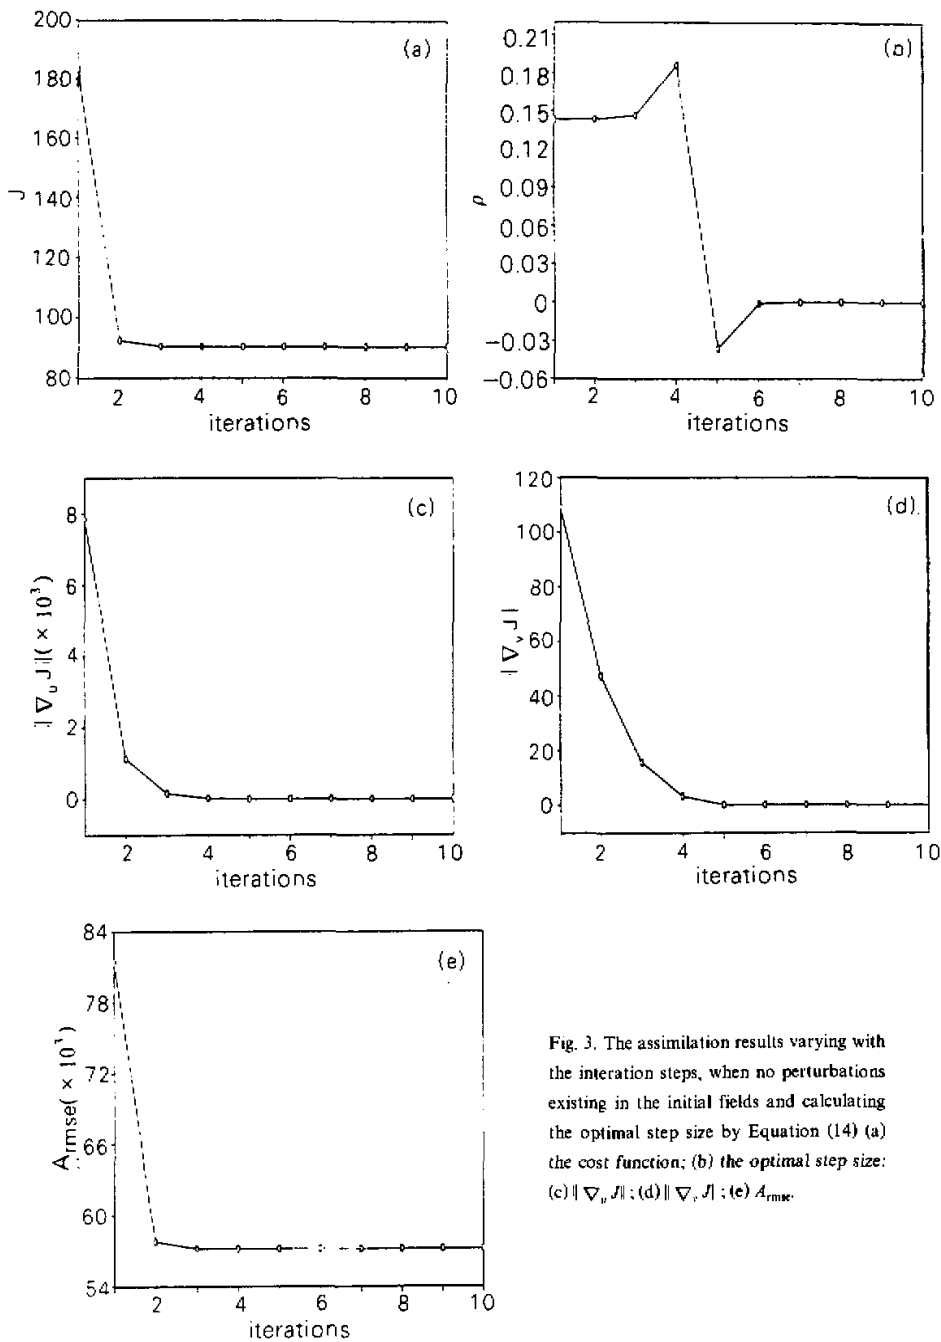 200
180
160
140
120
100
80
J
(a)
2 4 6 8 10
iterations
0.21
0.18
0.15
0.12
0.09
0.06
0.03
0
−0.03
−0.06
ρ
(b)
2 4 6 8 10
iterations
8
6
4
2
0
‖∇u J‖(×10³)
(c)
2 4 6 8 10
iterations
120
100
80
60
40
20
0
‖∇v J‖
(d)
2 4 6 8 10
iterations
84
78
72
66
60
54
Armse(×10³)
(e)
2 4 6 8 10
iterations
Fig. 3. The assimilation results varying with
the interation steps, when no perturbations
existing in the initial fields and calculating
the optimal step size by Equation (14) (a)
the cost function; (b) the optimal step size:
(c) ‖∇u J‖; (d) ‖∇v J‖; (e) Armse.